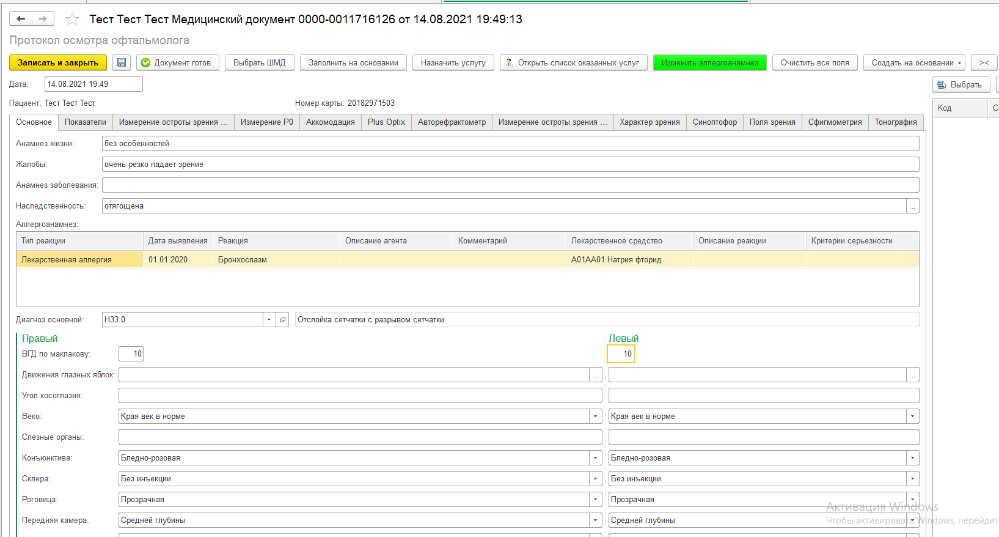 Тест Тест Тест Медицинский документ 0000-0011716126 от 14.08.2021 19:49:13
Протокол осмотра офтальмолога
Записать и закрыть Документ готов Выбрать ШМД Заполнить на основании Назначить услугу Открыть список оказанных услуг Изменить аллергоанамнез Очистить все поля Создать на основании ><
Дата: 14.08.2021 19:49 Выбрать
Пациент: Тест Тест Тест Номер карты: 20182971503
Код С
Основное Показатели Измерение остроты зрения ... Измерение P0 Аккомодация Plus Optix Авторефрактометр Измерение остроты зрения ... Характер зрения Синоптофор Поля зрения Сфигмометрия Тонография
Анамнез жизни: без особенностей
Жалобы: очень резко падает зрение
Анамнез заболевания:
Наследственность: отягощена ...
Аллергоанамнез:
Тип реакции Дата выявления Реакция Описание агента Комментарий Лекарственное средство Описание реакции Критерии серьезности
Лекарственная аллергия 01.01.2020 Бронхоспазм A01AA01 Натрия фторид
Диагноз основной: H33.0 Отслойка сетчатки с разрывом сетчатки
Правый Левый
ВГД по маклакову: 10 10
Движения глазных яблок: ... ...
Угол косоглазия:
Веко: Края век в норме Края век в норме
Слезные органы:
Конъюнктива: Бледно-розовая Бледно-розовая
Склера: Без инъекции Без инъекции
Роговица: Прозрачная Прозрачная
Активация Windows
Передняя камера: Средней глубины Средней глубины
Чтобы активировать Windows, перейдит